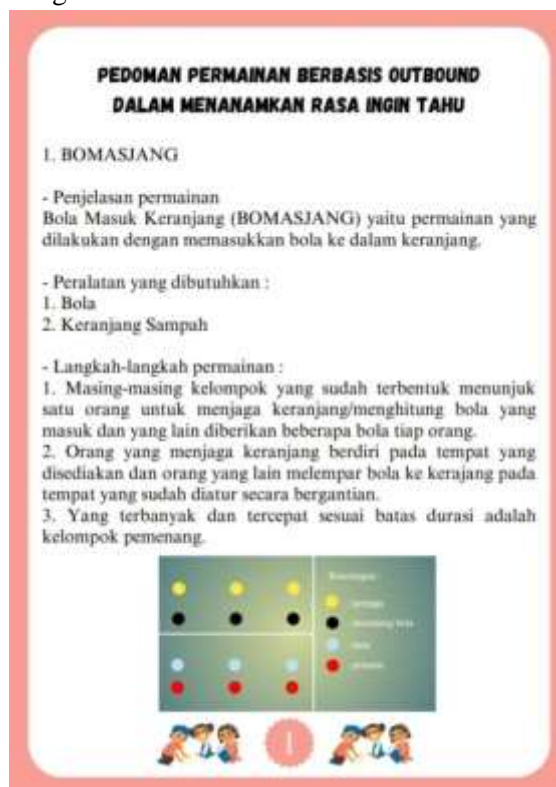 PEDOMAN PERMAINAN BERBASIS OUTBOUND
DALAM MENANAMKAN RASA INGIN TAHU
1. BOMASJANG
- Penjelasan permainan
Bola Masuk Keranjang (BOMASJANG) yaitu permainan yang
dilakukan dengan memasukkan bola ke dalam keranjang.
- Peralatan yang dibutuhkan :
1. Bola
2. Keranjang Sampah
- Langkah-langkah permainan :
1. Masing-masing kelompok yang sudah terbentuk menunjuk
satu orang untuk menjaga keranjang/menghitung bola yang
masuk dan yang lain diberikan beberapa bola tiap orang.
2. Orang yang menjaga keranjang berdiri pada tempat yang
disediakan dan orang yang lain melempar bola ke kerajang pada
tempat yang sudah diatur secara bergantian.
3. Yang terbanyak dan tercepat sesuai batas durasi adalah
kelompok pemenang.
1